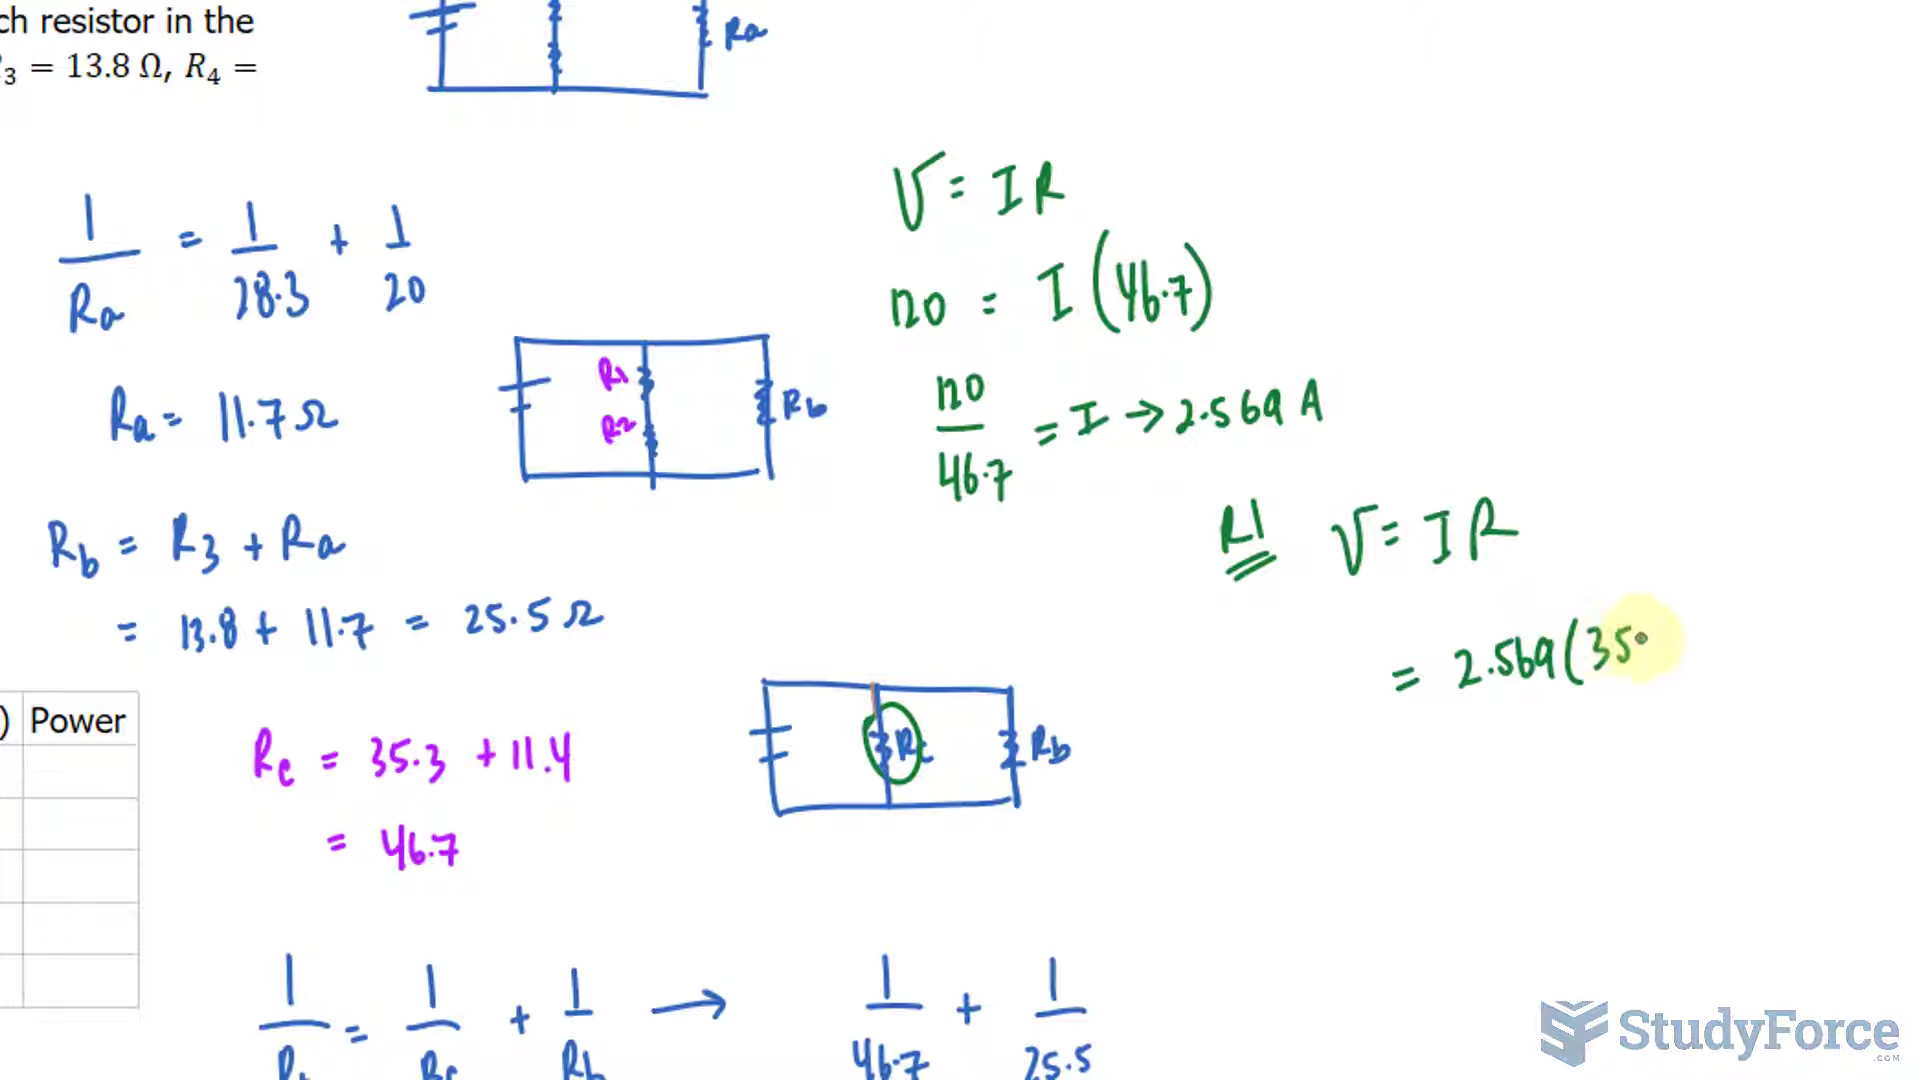 ch resistor in the
3 = 13.8 Ω, R4 =
Ra
1/Ra = 1/28.3 + 1/20
Ra = 11.7 Ω
Rb = R3 + Ra
= 13.8 + 11.7 = 25.5 Ω
R1
R2
Rb
V = IR
120 = I (46.7)
120/46.7 = I → 2.569 A
R1 V = IR
= 2.569 (35.
) Power
Rc = 35.3 + 11.4
= 46.7
Rc
Rb
1/ = 1/Rc + 1/Rb → 1/46.7 + 1/25.5
StudyForce
.com